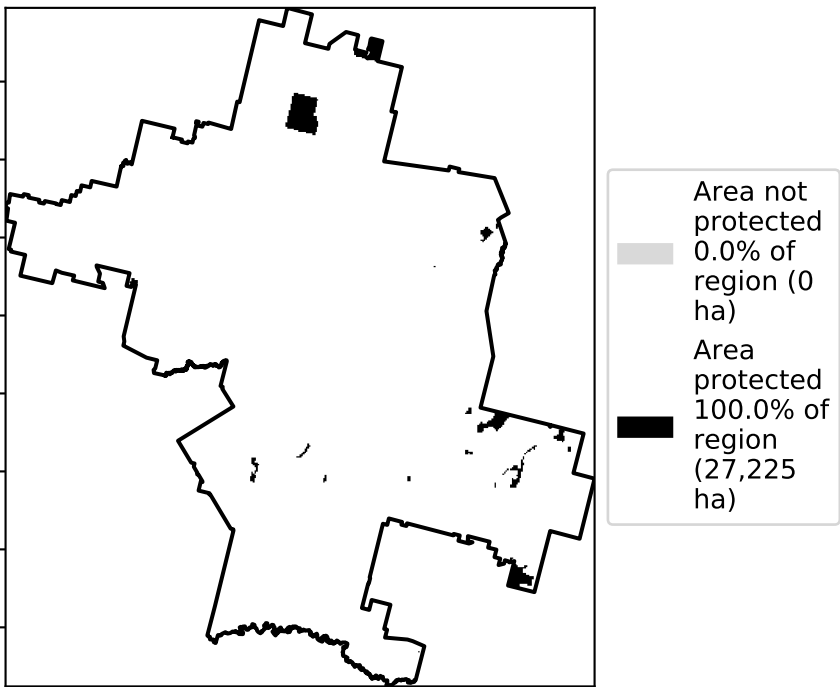 Area not
protected
0.0% of
region (0
ha)
Area
protected
100.0% of
region
(27,225
ha)